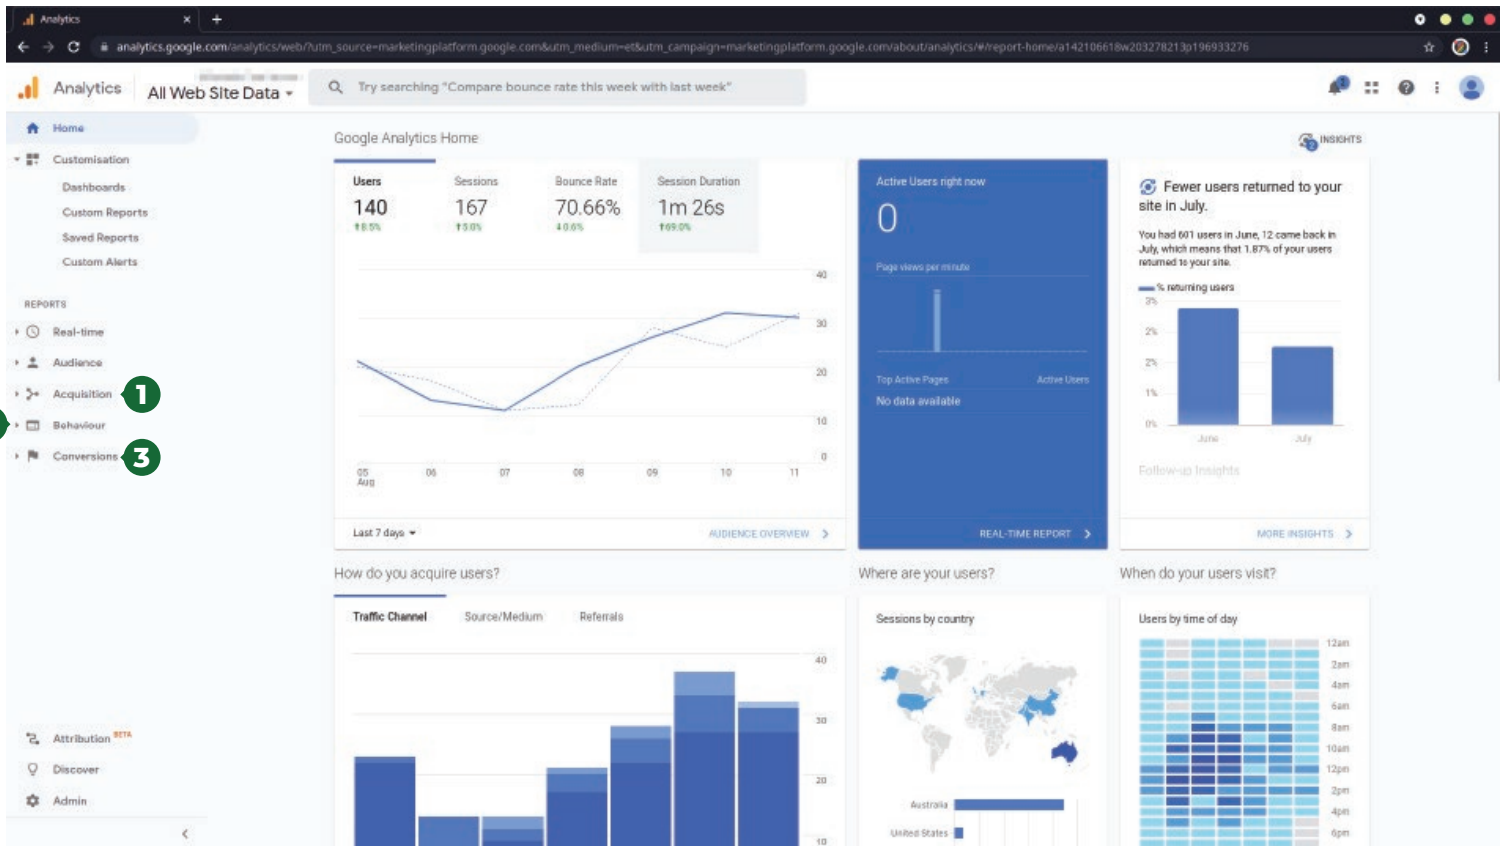 Analytics
analytics.google.com/analytics/web/?utm_source=marketingplatform.google.com&utm_medium=et&utm_campaign=marketingplatform.google.com/about/analytics/#/report-home/a142106618w203278213p196933276
Analytics
All Web Site Data
Try searching "Compare bounce rate this week with last week"
Home
Customisation
Dashboards
Custom Reports
Saved Reports
Custom Alerts
REPORTS
Real-time
Audience
Acquisition 1
Behaviour
Conversions 3
Attribution BETA
Discover
Admin
Google Analytics Home
INSIGHTS
Users Sessions Bounce Rate Session Duration
140 167 70.66% 1m 26s
8.5% 5.0% 0.6% 69.0%
40
30
20
10
0
05 06 07 08 09 10 11
Aug
Last 7 days
AUDIENCE OVERVIEW
Active Users right now
0
Page views per minute
Top Active Pages Active Users
No data available
REAL-TIME REPORT
Fewer users returned to your
site in July.
You had 601 users in June, 12 came back in
July, which means that 1.87% of your users
returned to your site.
% returning users
3%
2%
2%
1%
0%
June July
Follow-up Insights
MORE INSIGHTS
How do you acquire users?
Traffic Channel Source/Medium Referrals
40
30
20
10
Where are your users?
Sessions by country
Australia
United States
When do your users visit?
Users by time of day
12am
2am
4am
6am
8am
10am
12pm
2pm
4pm
6pm